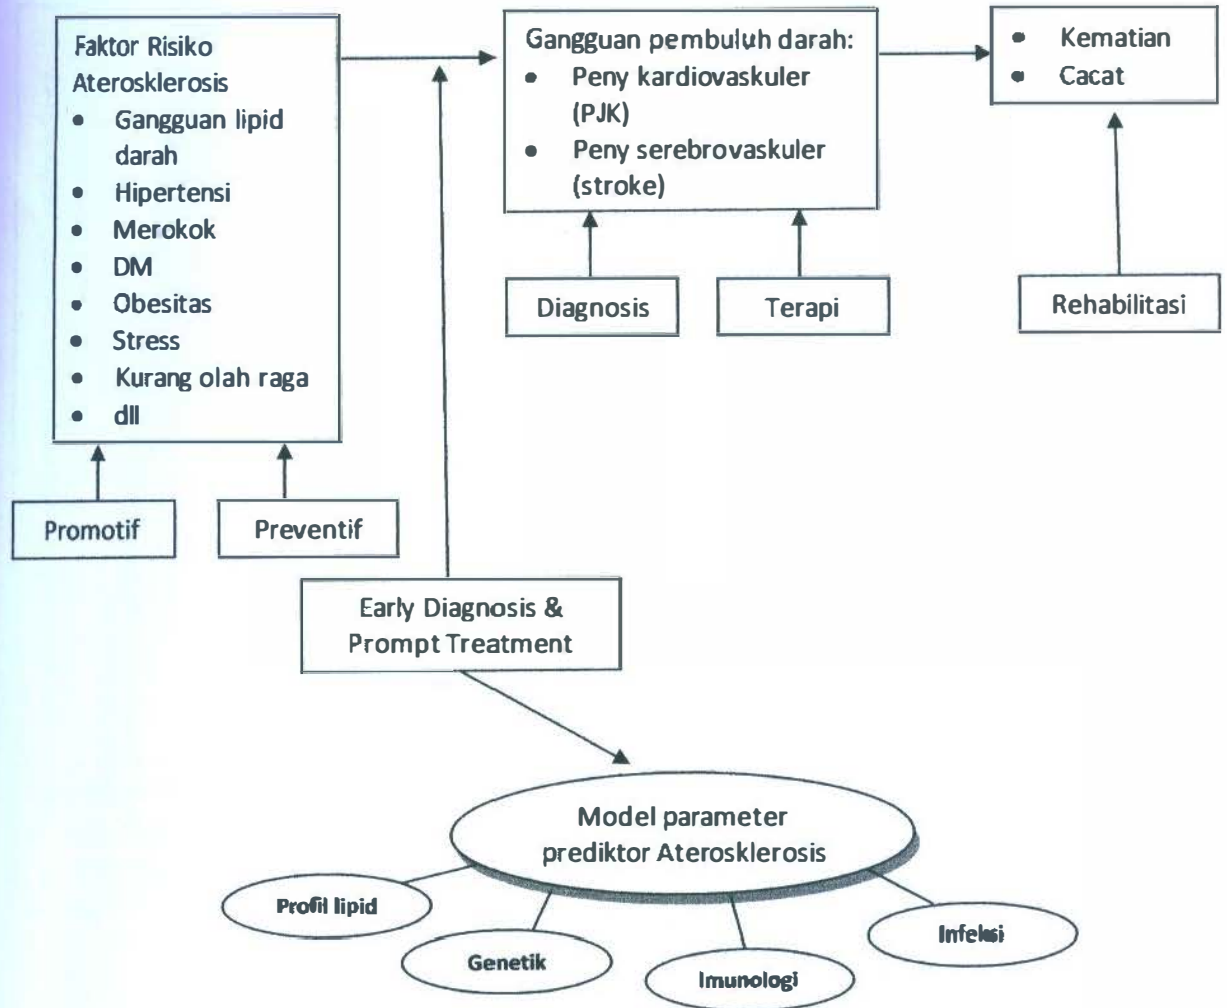 Faktor Risiko
Aterosklerosis
• Gangguan lipid
darah
• Hipertensi
• Merokok
• DM
• Obesitas
• Stress
• Kurang olah raga
• dll
Gangguan pembuluh darah:
• Peny kardiovaskuler
(PJK)
• Peny serebrovaskuler
(stroke)
• Kematian
• Cacat
Diagnosis
Terapi
Rehabilitasi
Promotif
Preventif
Early Diagnosis &
Prompt Treatment
Model parameter
prediktor Aterosklerosis
Profil lipid
Genetik
Imunologi
Infeksi